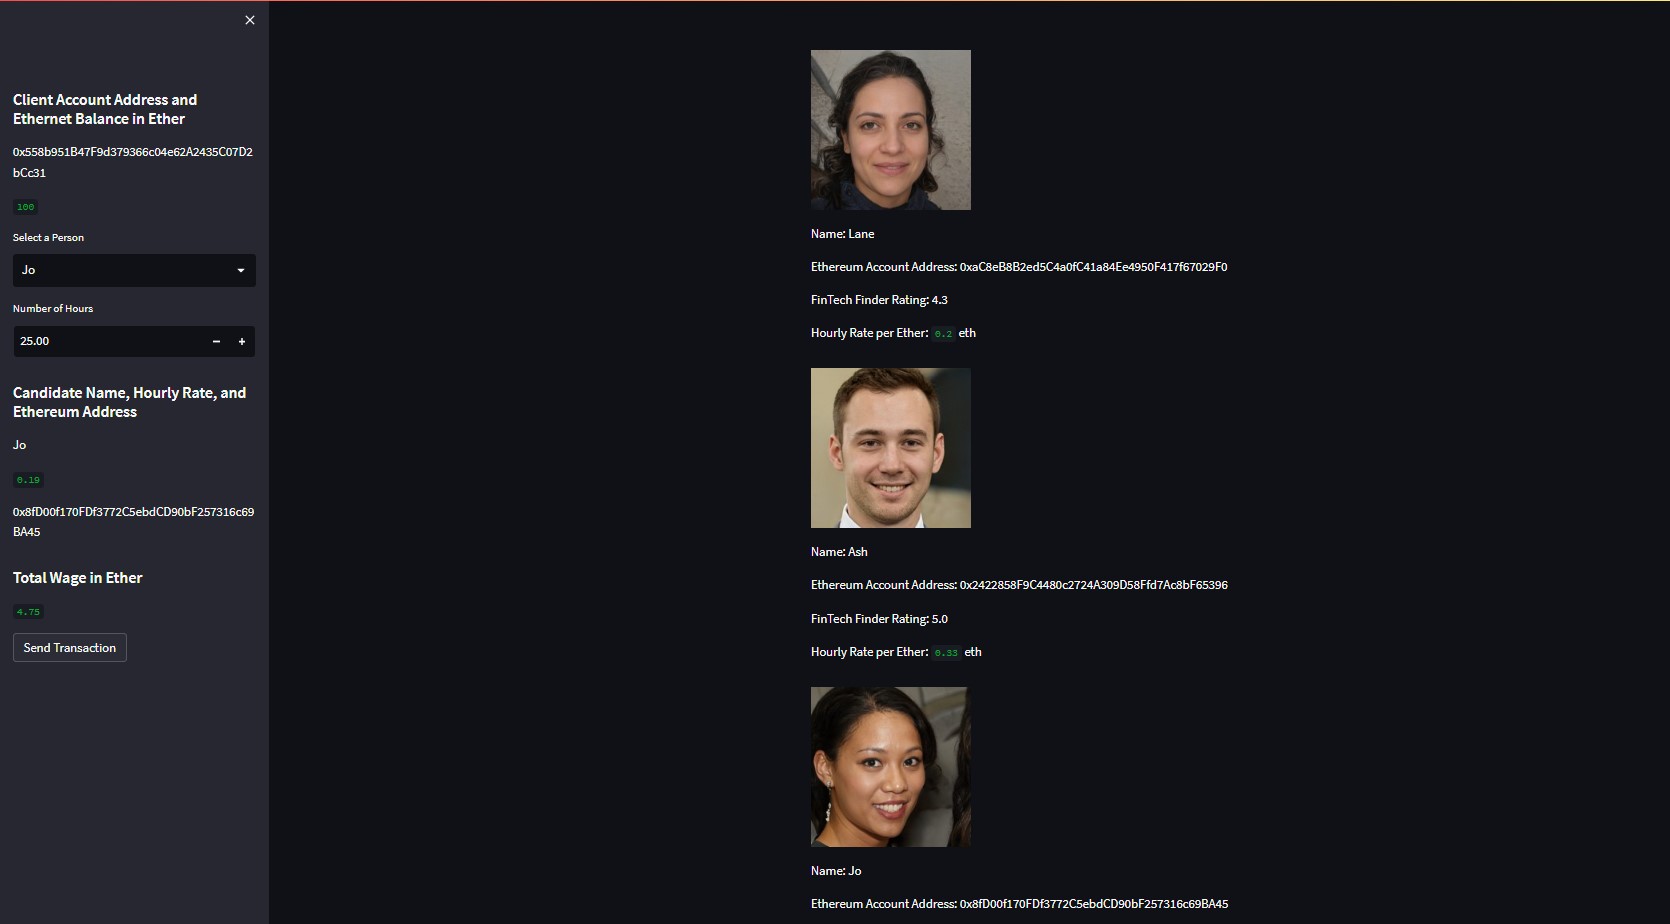 Client Account Address and
Ethernet Balance in Ether
0x558b951B47F9d379366c04e62A2435C07D2
bCc31
100
Select a Person
Jo
Number of Hours
25.00
Candidate Name, Hourly Rate, and
Ethereum Address
Jo
0.19
0x8fD00f170FDf3772C5ebdCD90bF257316c69
BA45
Total Wage in Ether
4.75
Send Transaction
Name: Lane
Ethereum Account Address: 0xaC8eB8B2ed5C4a0fC41a84Ee4950F417f67029F0
FinTech Finder Rating: 4.3
Hourly Rate per Ether: 0.2 eth
Name: Ash
Ethereum Account Address: 0x2422858F9C4480c2724A309D58Ffd7Ac8bF65396
FinTech Finder Rating: 5.0
Hourly Rate per Ether: 0.33 eth
Name: Jo
Ethereum Account Address: 0x8fD00f170FDf3772C5ebdCD90bF257316c69BA45